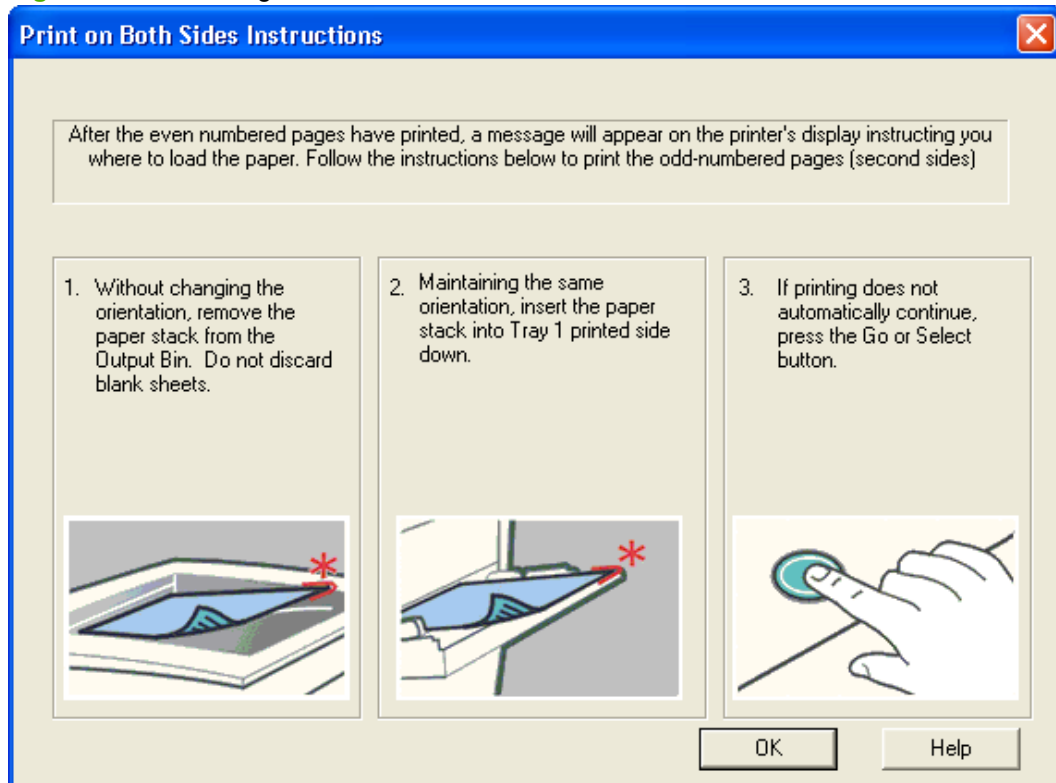 Print on Both Sides Instructions
After the even numbered pages have printed, a message will appear on the printer's display instructing you
where to load the paper. Follow the instructions below to print the odd-numbered pages (second sides)
1. Without changing the
orientation, remove the
paper stack from the
Output Bin. Do not discard
blank sheets.
2. Maintaining the same
orientation, insert the paper
stack into Tray 1 printed side
down.
3. If printing does not
automatically continue,
press the Go or Select
button.
OK
Help